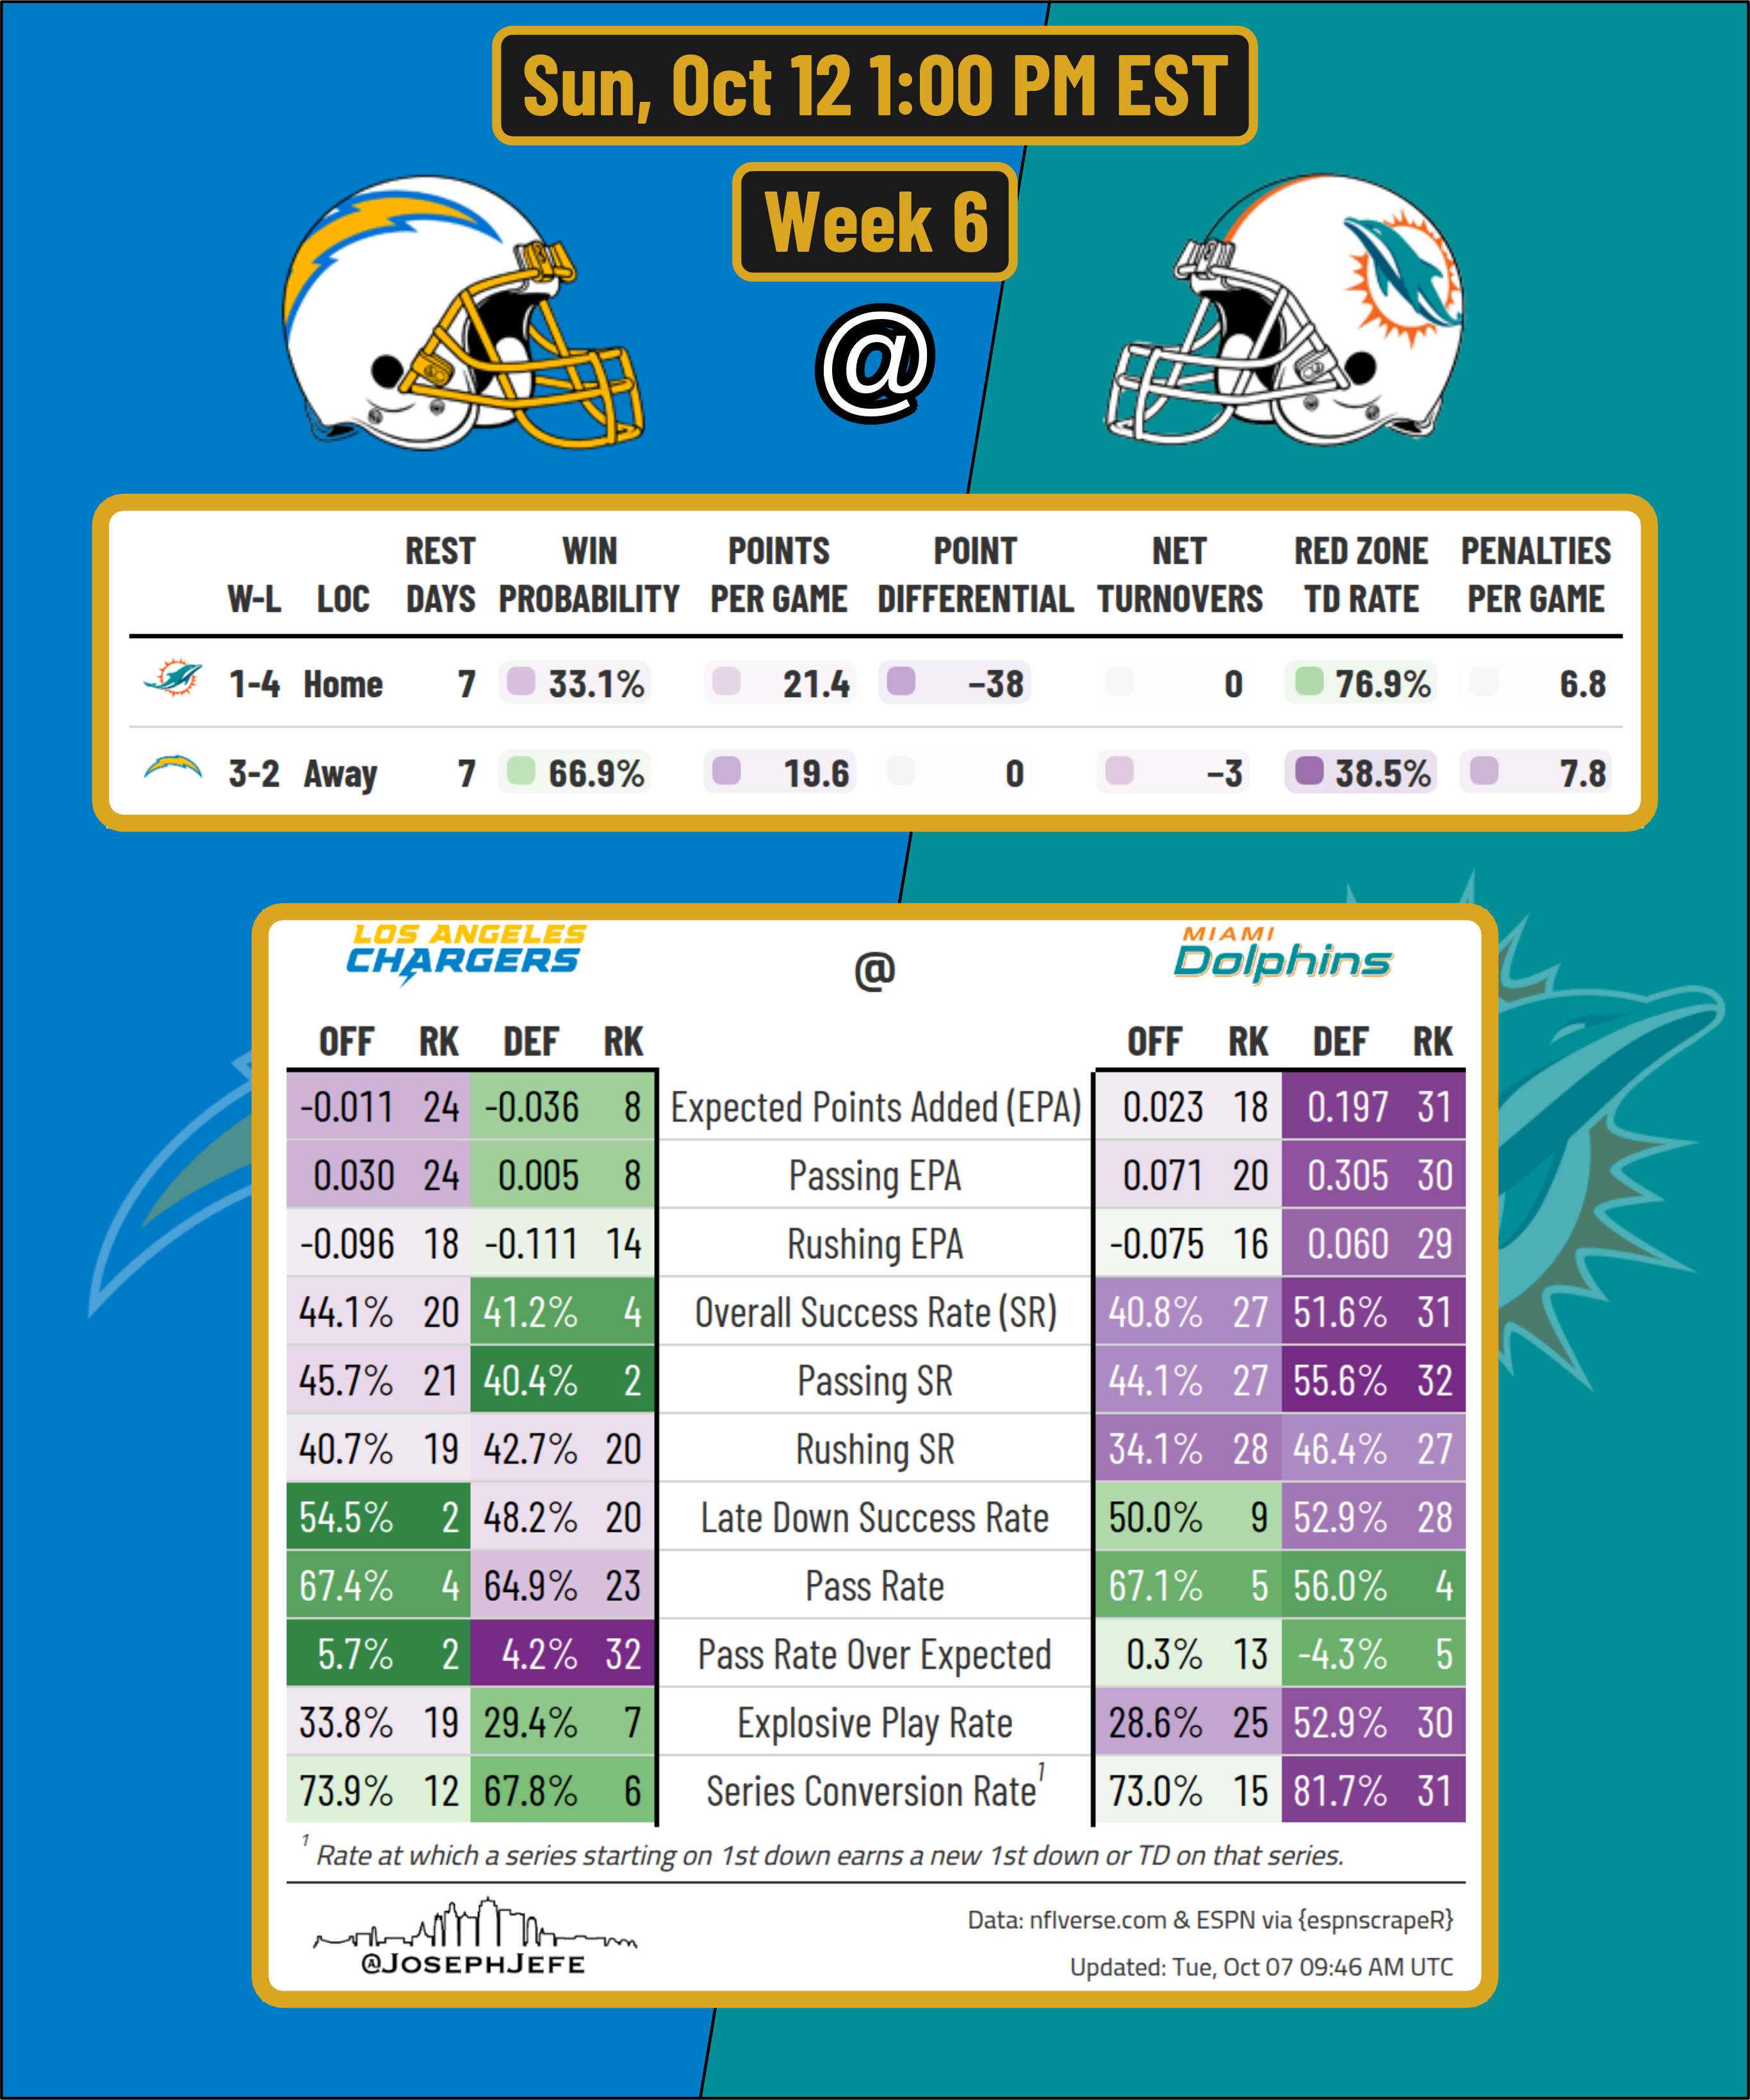 Sun, Oct 12 1:00 PM EST
Week 6
@
REST WIN POINTS POINT NET RED ZONE PENALTIES
W-L LOC DAYS PROBABILITY PER GAME DIFFERENTIAL TURNOVERS TD RATE PER GAME
1-4 Home 7 33.1% 21.4 −38 0 76.9% 6.8
3-2 Away 7 66.9% 19.6 0 −3 38.5% 7.8
LOS ANGELES CHARGERS @ MIAMI Dolphins
OFF RK DEF RK OFF RK DEF RK
-0.011 24 -0.036 8 Expected Points Added (EPA) 0.023 18 0.197 31
0.030 24 0.005 8 Passing EPA 0.071 20 0.305 30
-0.096 18 -0.111 14 Rushing EPA -0.075 16 0.060 29
44.1% 20 41.2% 4 Overall Success Rate (SR) 40.8% 27 51.6% 31
45.7% 21 40.4% 2 Passing SR 44.1% 27 55.6% 32
40.7% 19 42.7% 20 Rushing SR 34.1% 28 46.4% 27
54.5% 2 48.2% 20 Late Down Success Rate 50.0% 9 52.9% 28
67.4% 4 64.9% 23 Pass Rate 67.1% 5 56.0% 4
5.7% 2 4.2% 32 Pass Rate Over Expected 0.3% 13 -4.3% 5
33.8% 19 29.4% 7 Explosive Play Rate 28.6% 25 52.9% 30
73.9% 12 67.8% 6 Series Conversion Rate¹ 73.0% 15 81.7% 31
¹ Rate at which a series starting on 1st down earns a new 1st down or TD on that series.
@JOSEPHJEFE
Data: nflverse.com & ESPN via {espnscrapeR}
Updated: Tue, Oct 07 09:46 AM UTC